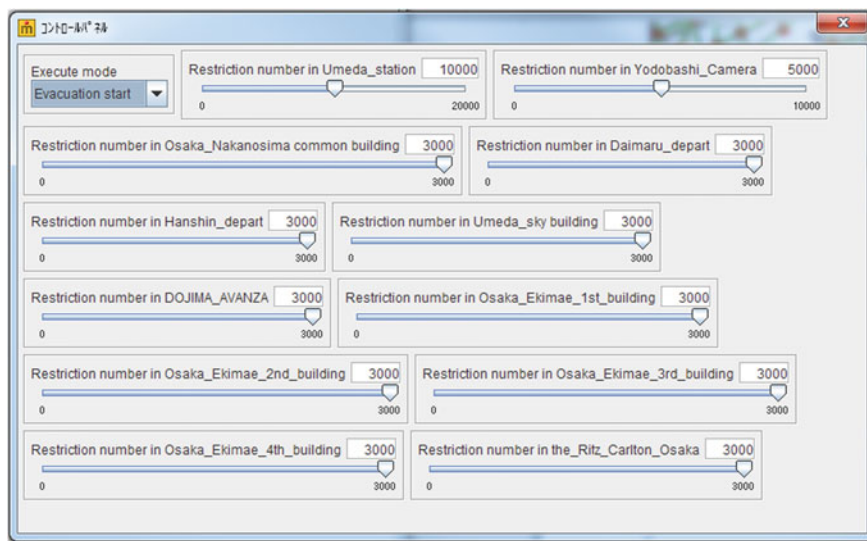 m コントロールパネル
Execute mode
Evacuation start
Restriction number in Umeda_station 10000
0 20000
Restriction number in Yodobashi_Camera 5000
0 10000
Restriction number in Osaka_Nakanosima common building 3000
0 3000
Restriction number in Daimaru_depart 3000
0 3000
Restriction number in Hanshin_depart 3000
0 3000
Restriction number in Umeda_sky building 3000
0 3000
Restriction number in DOJIMA_AVANZA 3000
0 3000
Restriction number in Osaka_Ekimae_1st_building 3000
0 3000
Restriction number in Osaka_Ekimae_2nd_building 3000
0 3000
Restriction number in Osaka_Ekimae_3rd_building 3000
0 3000
Restriction number in Osaka_Ekimae_4th_building 3000
0 3000
Restriction number in the_Ritz_Carlton_Osaka 3000
0 3000